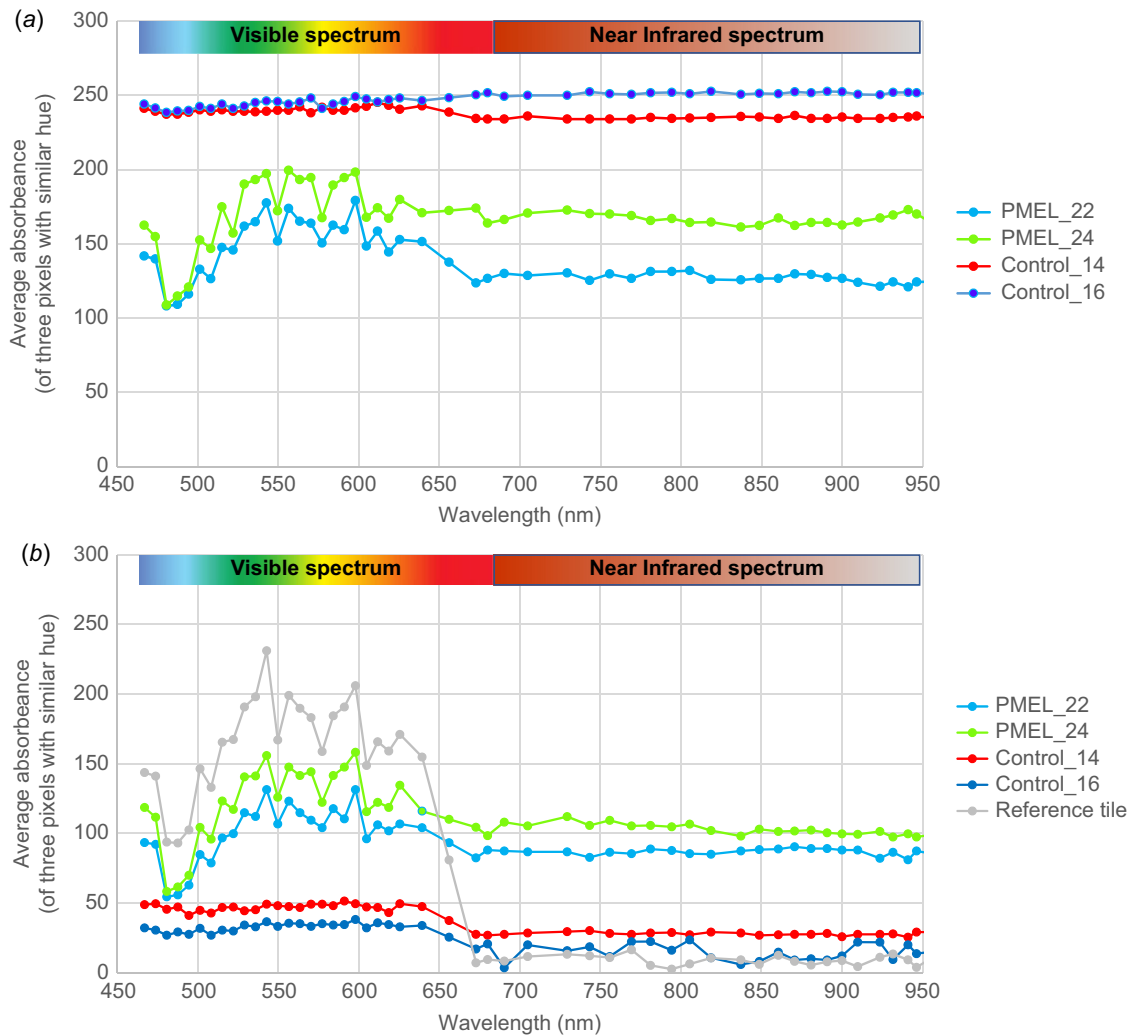 (a)
300
250
200
150
100
50
0
Average absorbeance
(of three pixels with similar hue)
Visible spectrum
Near Infrared spectrum
450 500 550 600 650 700 750 800 850 900 950
Wavelength (nm)
PMEL_22
PMEL_24
Control_14
Control_16
(b)
300
250
200
150
100
50
0
Average absorbeance
(of three pixels with similar hue)
Visible spectrum
Near Infrared spectrum
450 500 550 600 650 700 750 800 850 900 950
Wavelength (nm)
PMEL_22
PMEL_24
Control_14
Control_16
Reference tile